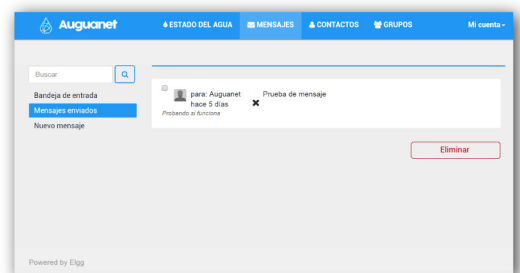 Auguanet
ESTADO DEL AGUA MENSAJES CONTACTOS GRUPOS Mi cuenta
Buscar
Bandeja de entrada
Mensajes enviados
Nuevo mensaje
para: Auguanet Prueba de mensaje
hace 5 días
Probando si funciona
Eliminar
Powered by Elgg